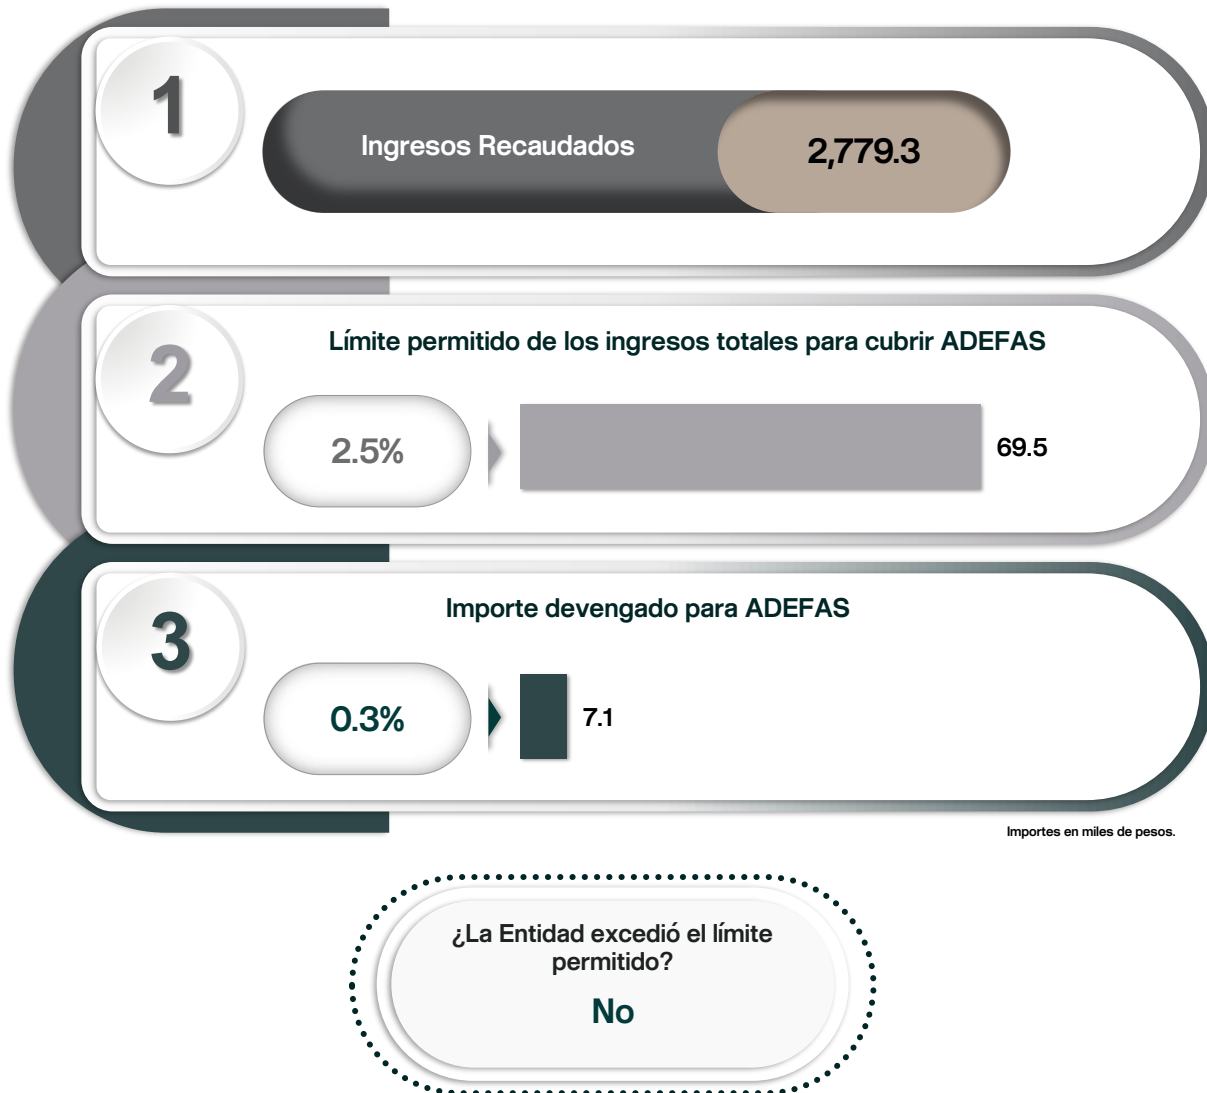 1
Ingresos Recaudados
2,779.3
2
Límite permitido de los ingresos totales para cubrir ADEFAS
2.5%
69.5
3
Importe devengado para ADEFAS
0.3%
7.1
Importes en miles de pesos.
¿La Entidad excedió el límite
permitido?
No